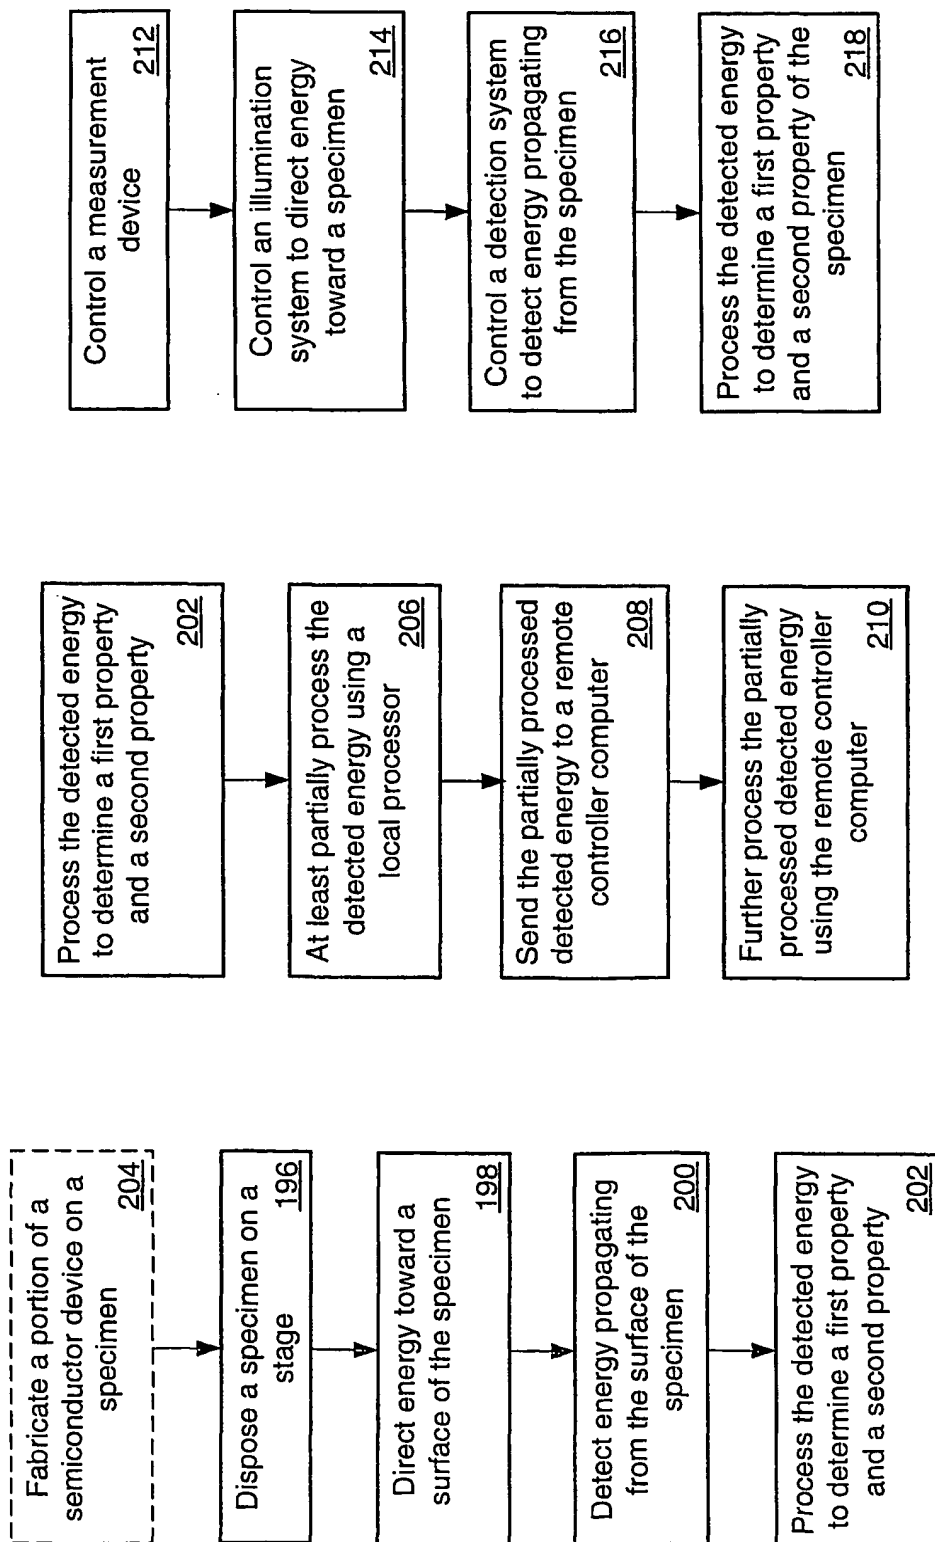 Fabricate a portion of a
semiconductor device on a
specimen
204
Dispose a specimen on a
stage
196
Direct energy toward a
surface of the specimen
198
Detect energy propagating
from the surface of the
specimen
200
Process the detected energy
to determine a first property
and a second property
202
Process the detected energy
to determine a first property
and a second property
202
At least partially process the
detected energy using a
local processor
206
Send the partially processed
detected energy to a remote
controller computer
208
Further process the partially
processed detected energy
using the remote controller
computer
210
Control a measurement
device
212
Control an illumination
system to direct energy
toward a specimen
214
Control a detection system
to detect energy propagating
from the specimen
216
Process the detected energy
to determine a first property
and a second property of the
specimen
218